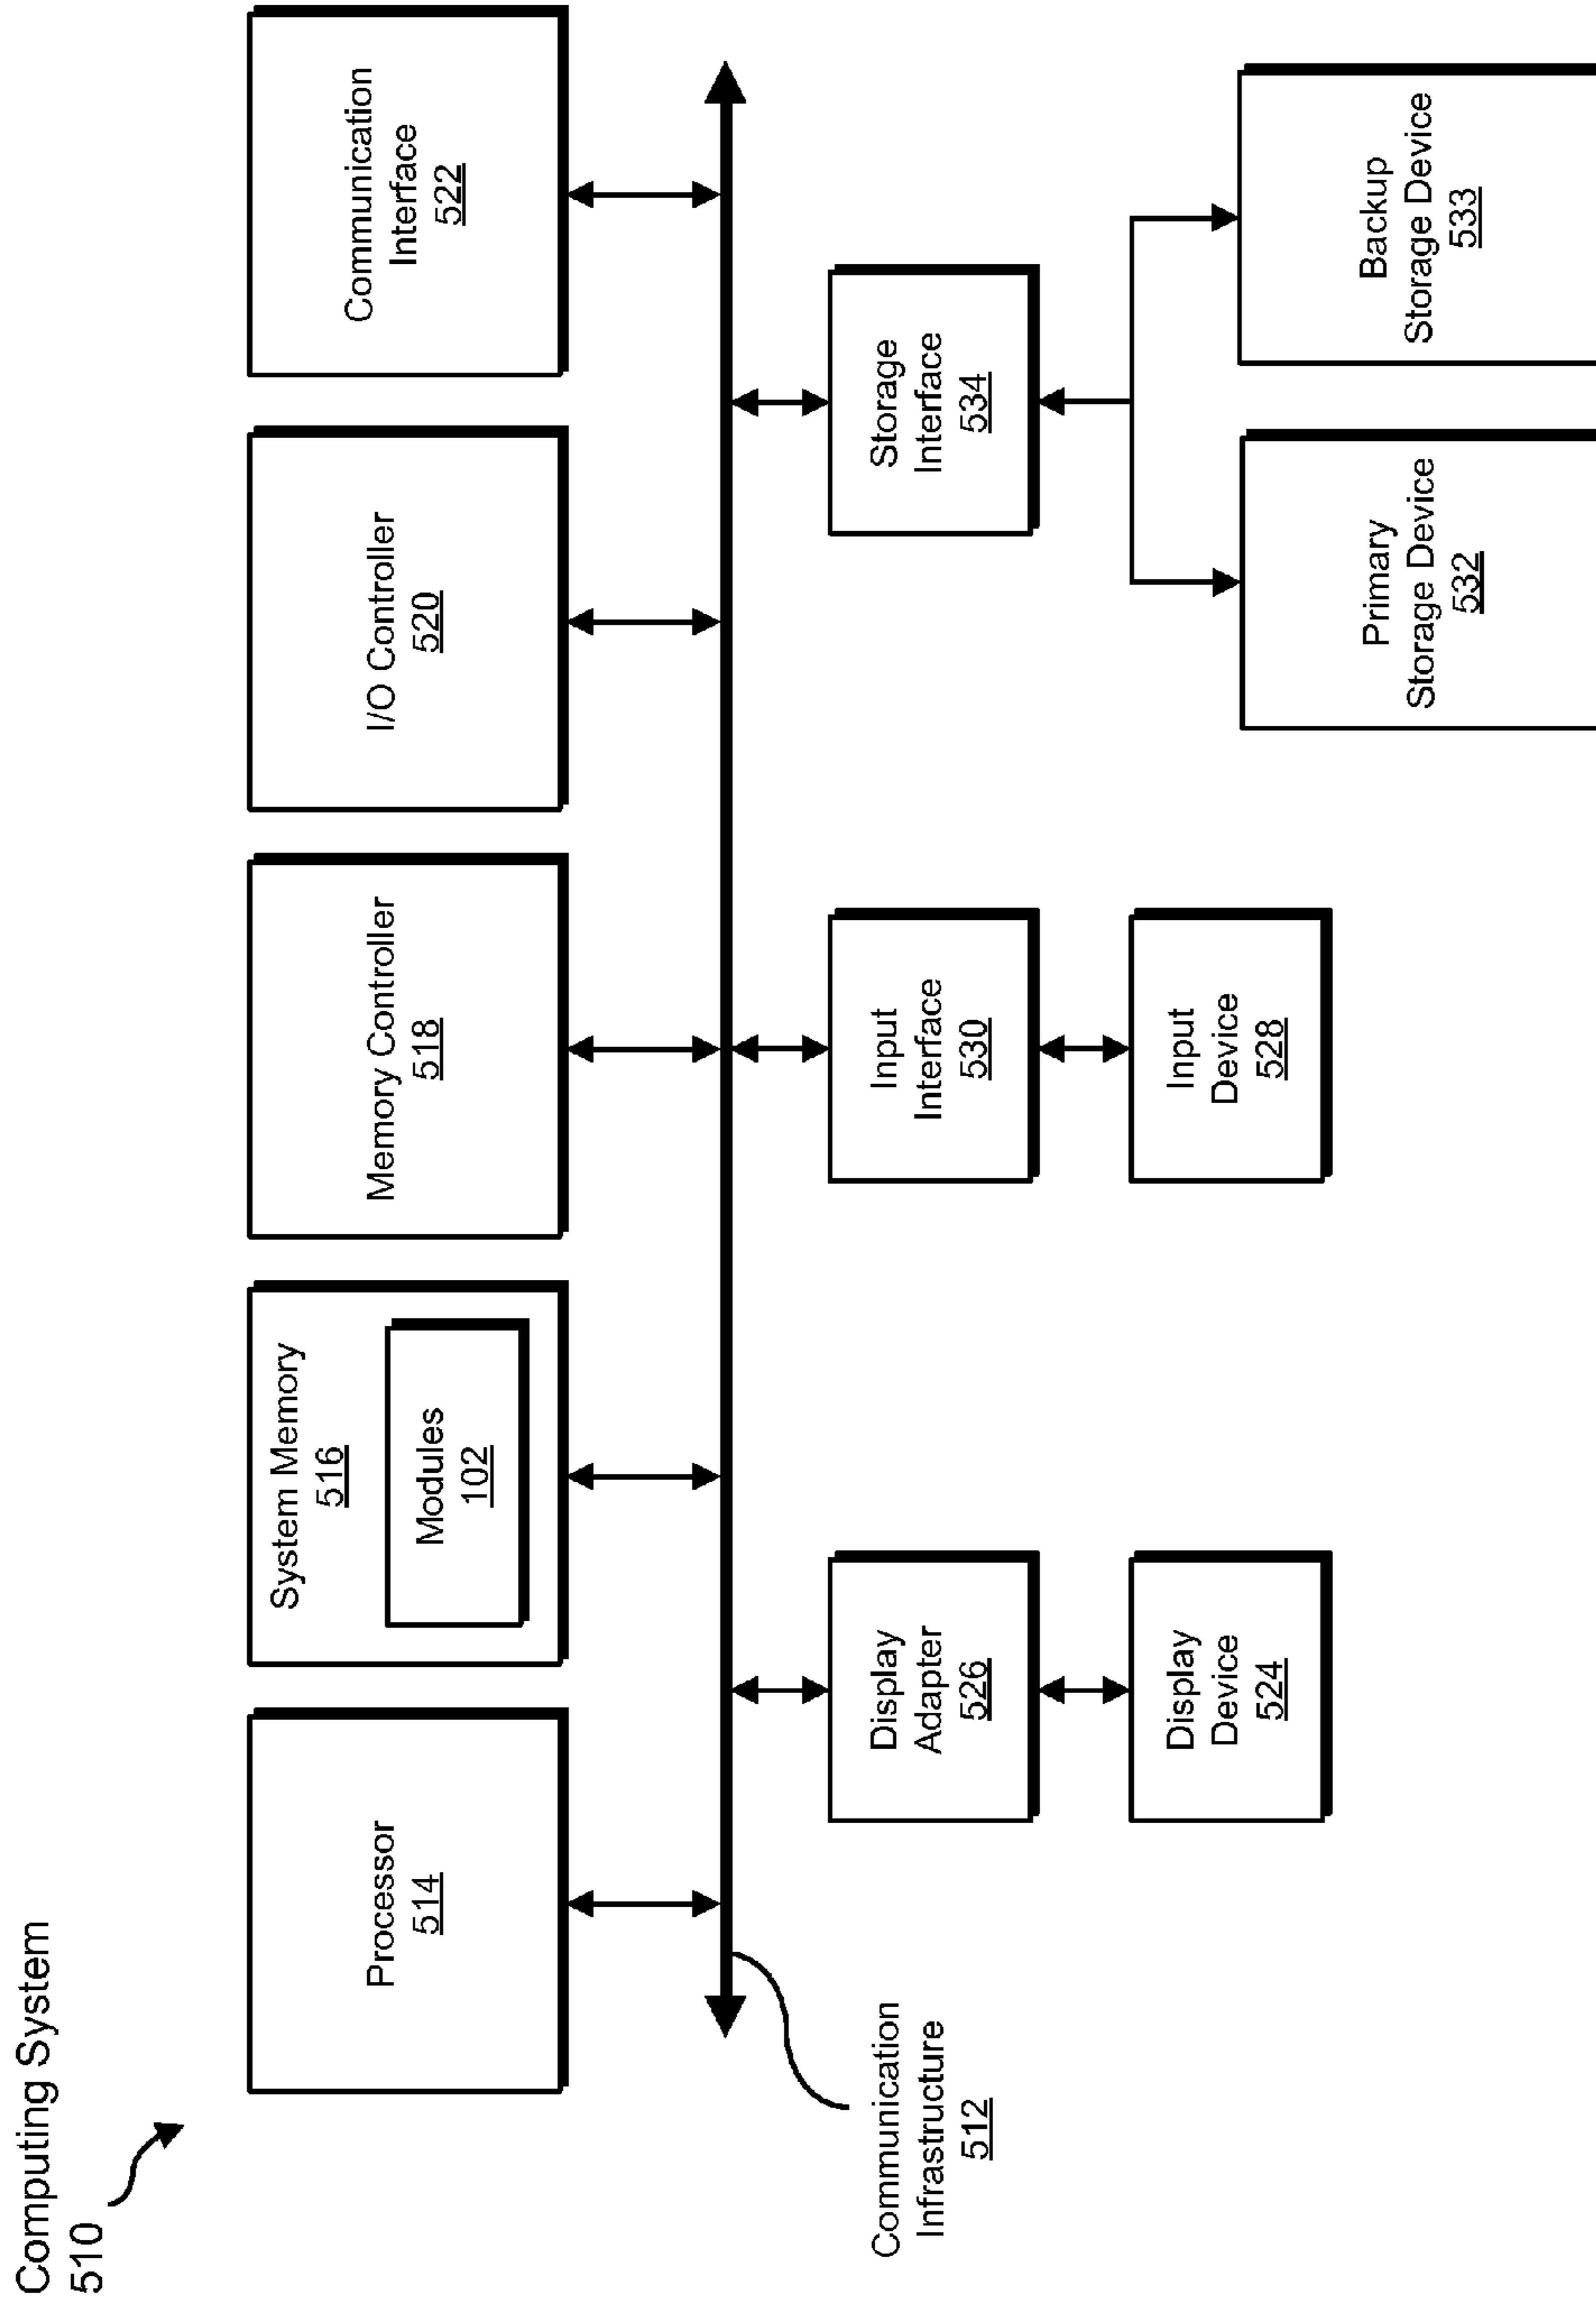 Computing System
510
Processor
514
System Memory
516
Modules
102
Memory Controller
518
I/O Controller
520
Communication
Interface
522
Communication
Infrastructure
512
Display
Adapter
526
Input
Interface
530
Storage
Interface
534
Display
Device
524
Input
Device
528
Primary
Storage Device
532
Backup
Storage Device
533